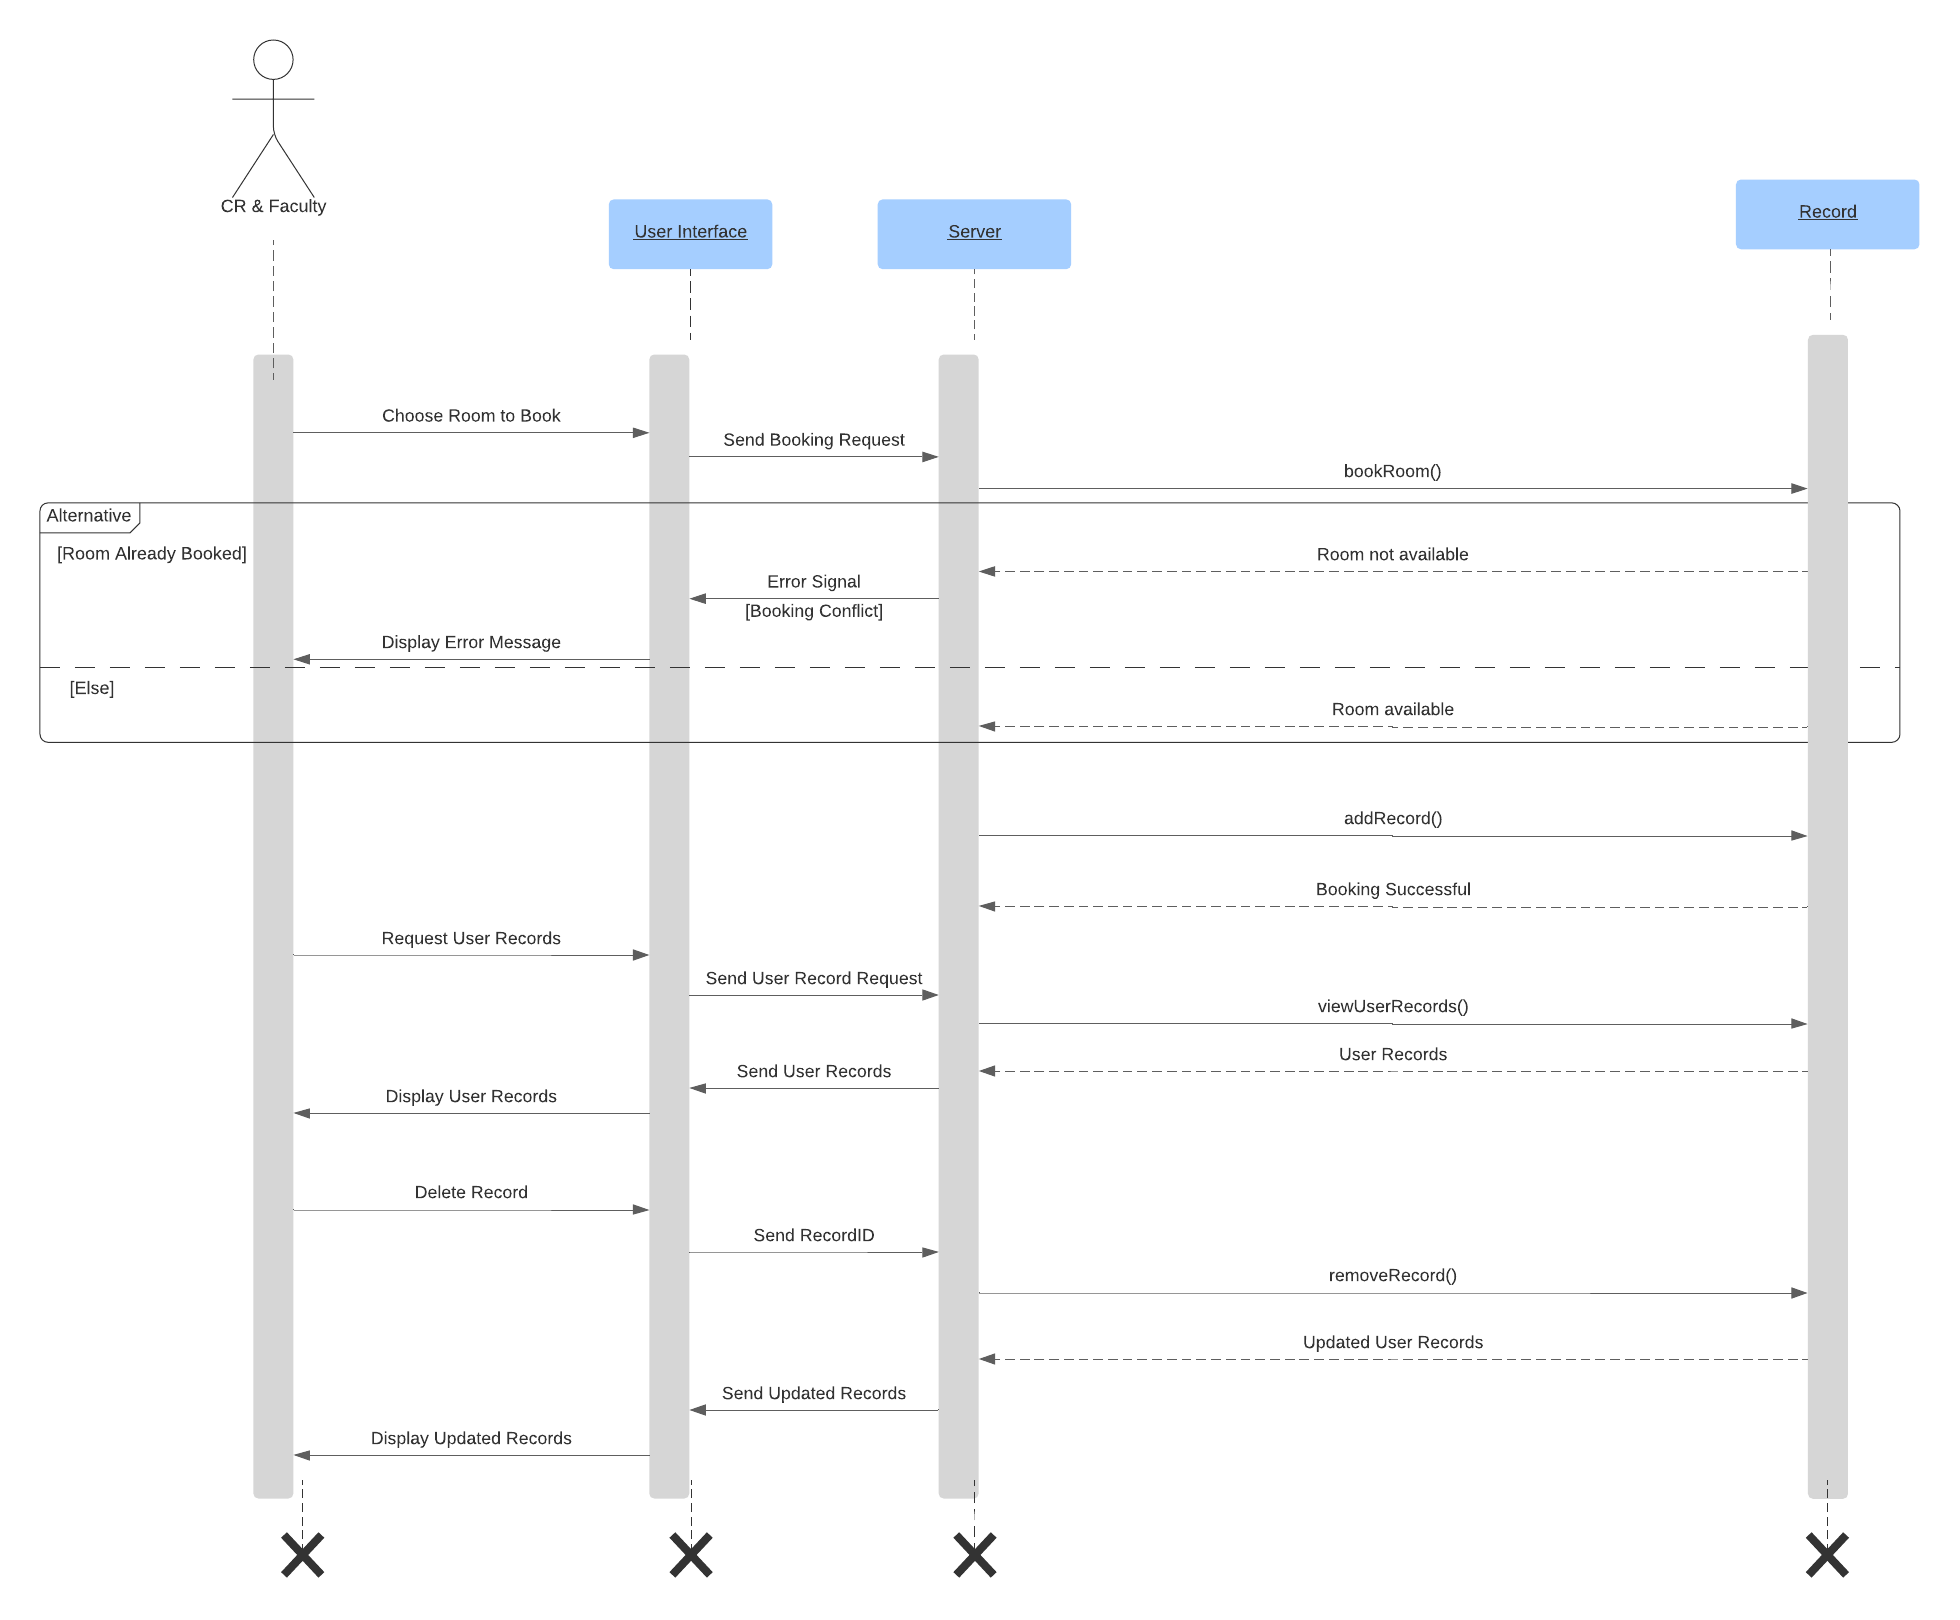 CR & Faculty
User Interface
Server
Record
Choose Room to Book
Send Booking Request
bookRoom()
Alternative
[Room Already Booked]
Room not available
Error Signal
[Booking Conflict]
Display Error Message
[Else]
Room available
addRecord()
Booking Successful
Request User Records
Send User Record Request
viewUserRecords()
User Records
Send User Records
Display User Records
Delete Record
Send RecordID
removeRecord()
Updated User Records
Send Updated Records
Display Updated Records